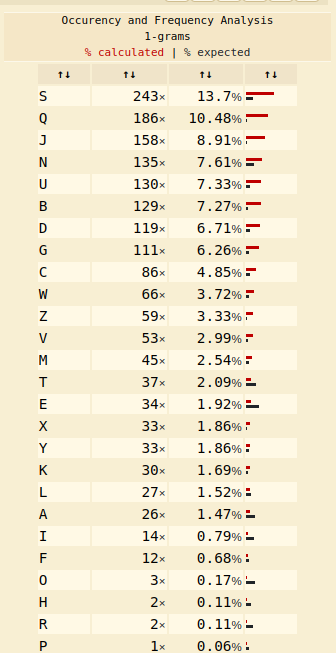 Occurency and Frequency Analysis
1-grams
% calculated | % expected
↑↓ ↑↓ ↑↓ ↑↓
S 243× 13.7%
Q 186× 10.48%
J 158× 8.91%
N 135× 7.61%
U 130× 7.33%
B 129× 7.27%
D 119× 6.71%
G 111× 6.26%
C 86× 4.85%
W 66× 3.72%
Z 59× 3.33%
V 53× 2.99%
M 45× 2.54%
T 37× 2.09%
E 34× 1.92%
X 33× 1.86%
Y 33× 1.86%
K 30× 1.69%
L 27× 1.52%
A 26× 1.47%
I 14× 0.79%
F 12× 0.68%
O 3× 0.17%
H 2× 0.11%
R 2× 0.11%
P 1× 0.06%